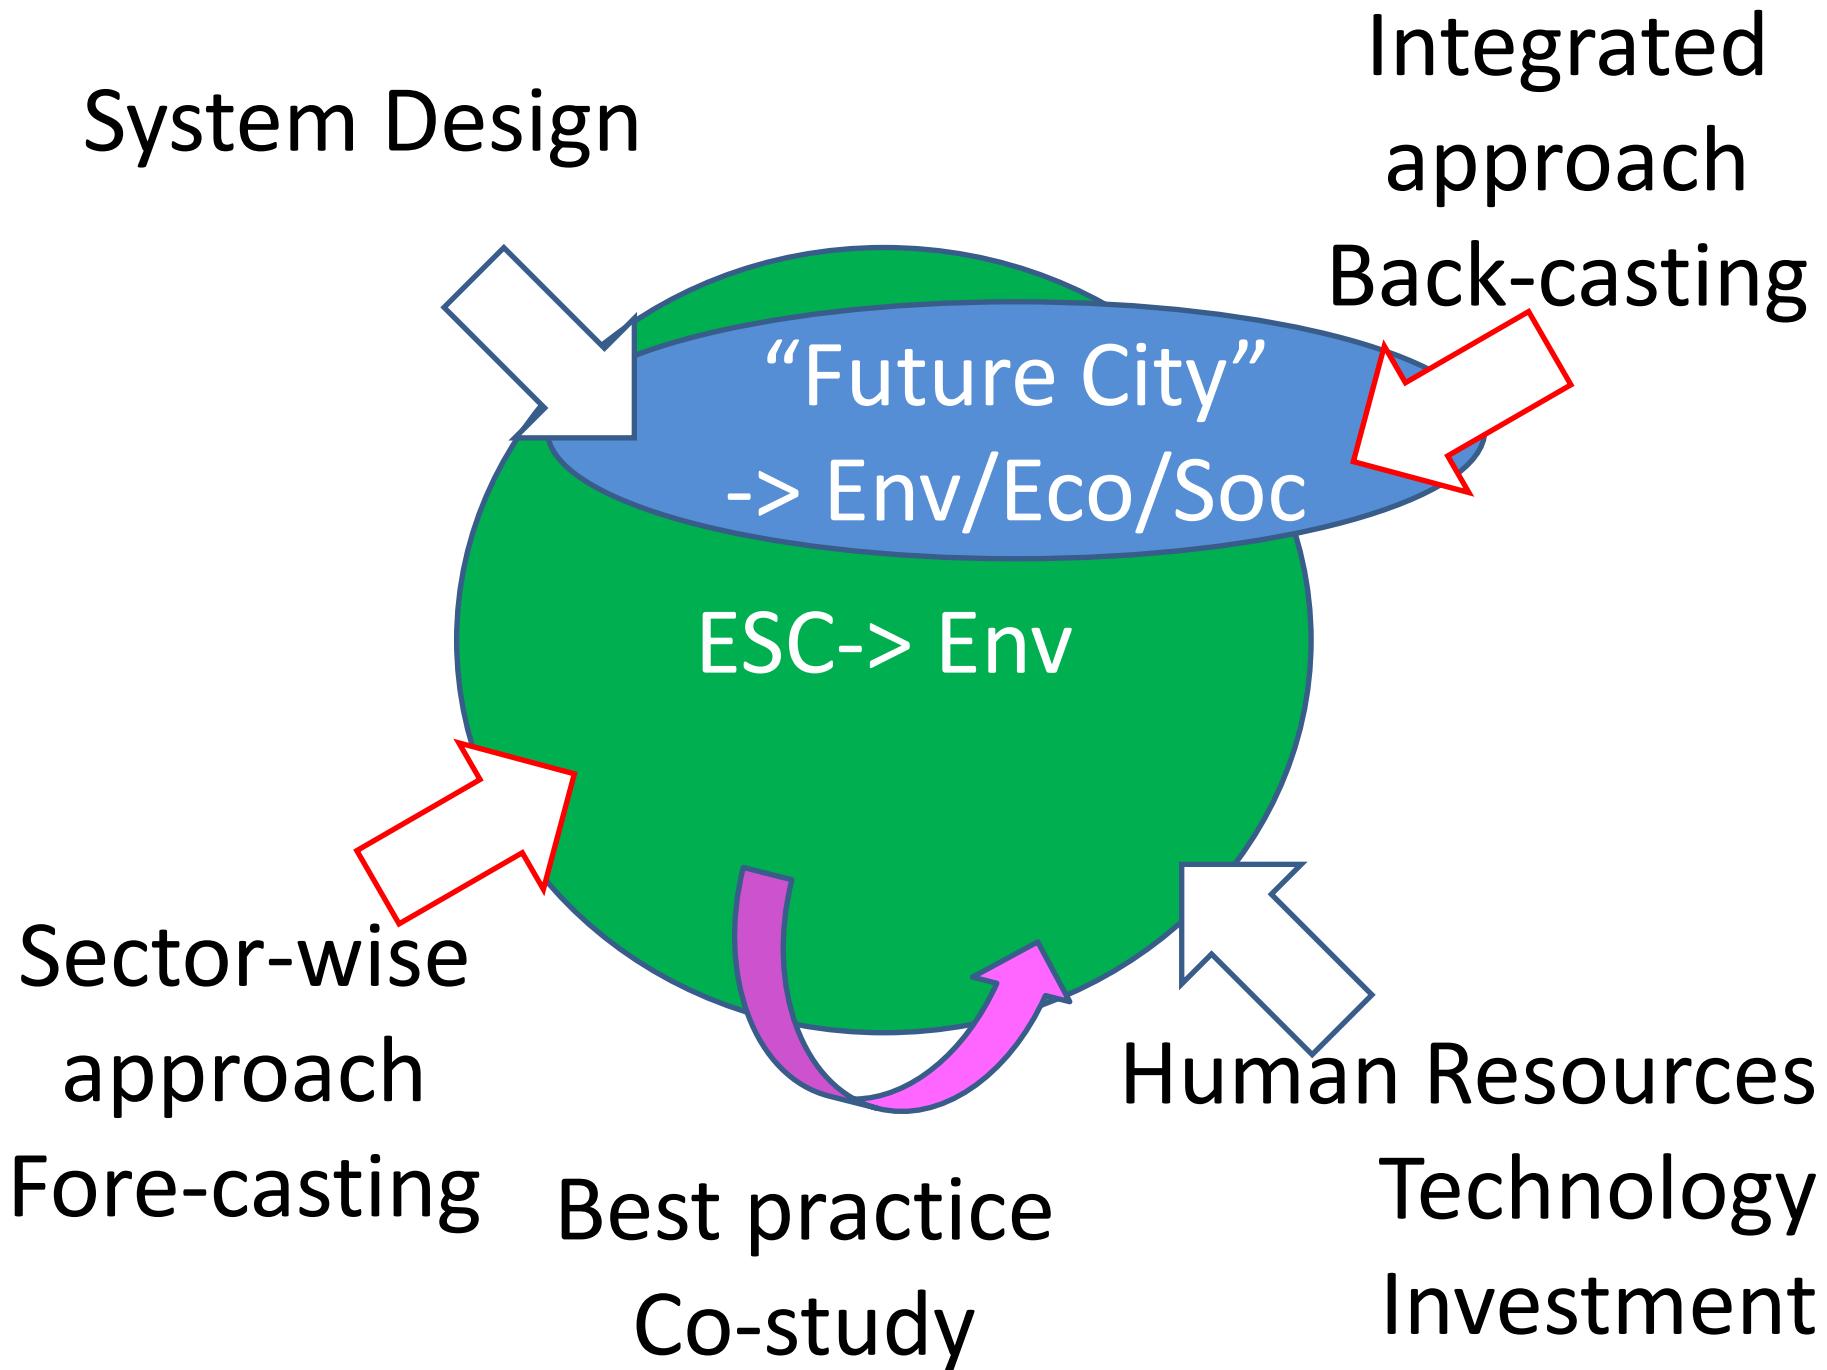 System Design
Integrated
approach
Back-casting
“Future City”
-> Env/Eco/Soc
ESC-> Env
Sector-wise
approach
Fore-casting
Best practice
Co-study
Human Resources
Technology
Investment